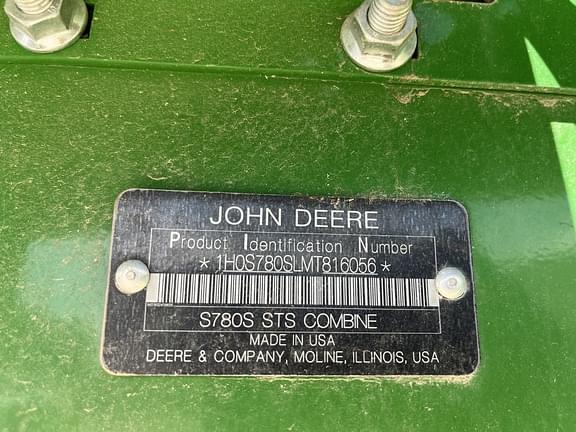 JOHN DEERE
Product Identification Number
*1H0S780SLMT816056*
S780S STS COMBINE
MADE IN USA
DEERE & COMPANY, MOLINE, ILLINOIS, USA